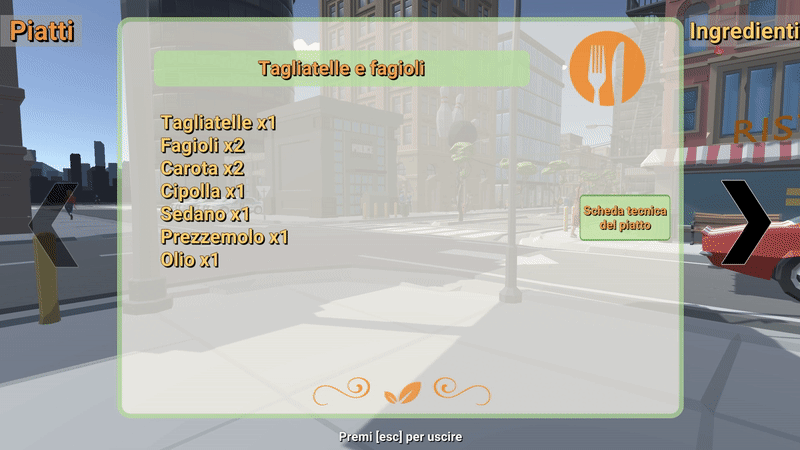 Piatti
Ingredienti
Tagliatelle e fagioli
Tagliatelle x1
Fagioli x2
Carota x2
Cipolla x1
Sedano x1
Prezzemolo x1
Olio x1
Scheda tecnica
del piatto
RIS
Premi [esc] per uscire